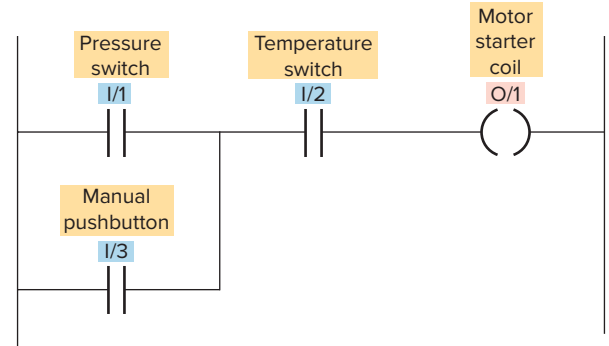 Pressure
switch
I/1
Temperature
switch
I/2
Motor
starter
coil
O/1
Manual
pushbutton
I/3